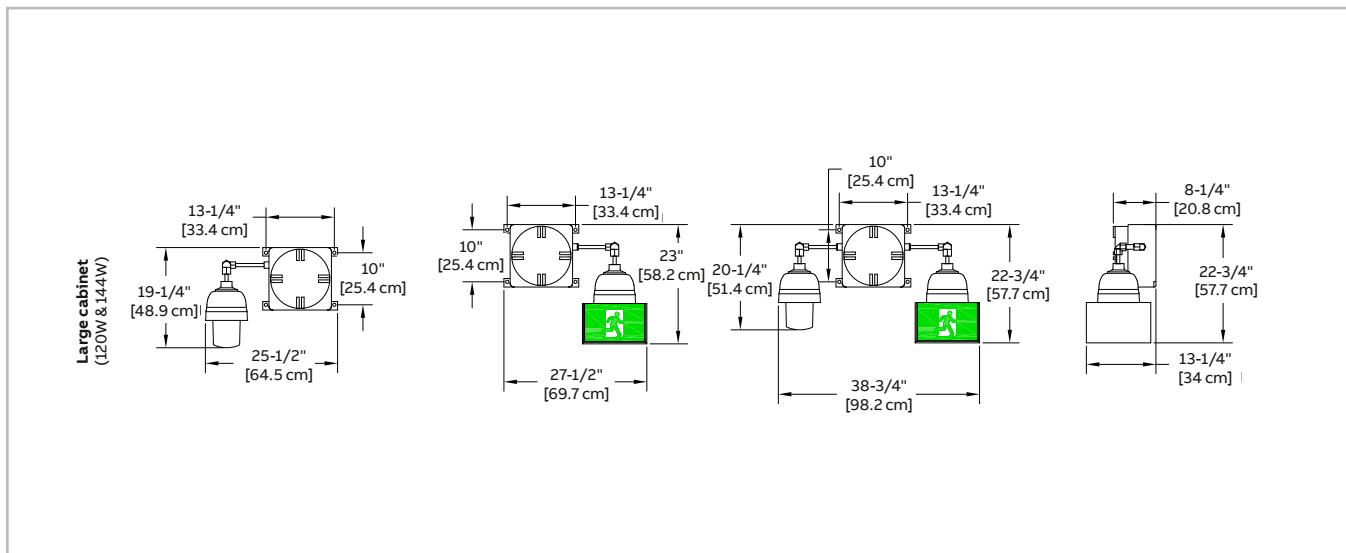 Large cabinet
(120W & 144W)
13-1/4"
[33.4 cm]
19-1/4"
[48.9 cm]
10"
[25.4 cm]
25-1/2"
[64.5 cm]
13-1/4"
[33.4 cm]
10"
[25.4 cm]
23"
[58.2 cm]
27-1/2"
[69.7 cm]
10"
[25.4 cm]
13-1/4"
[33.4 cm]
20-1/4"
[51.4 cm]
22-3/4"
[57.7 cm]
38-3/4"
[98.2 cm]
8-1/4"
[20.8 cm]
22-3/4"
[57.7 cm]
13-1/4"
[34 cm]